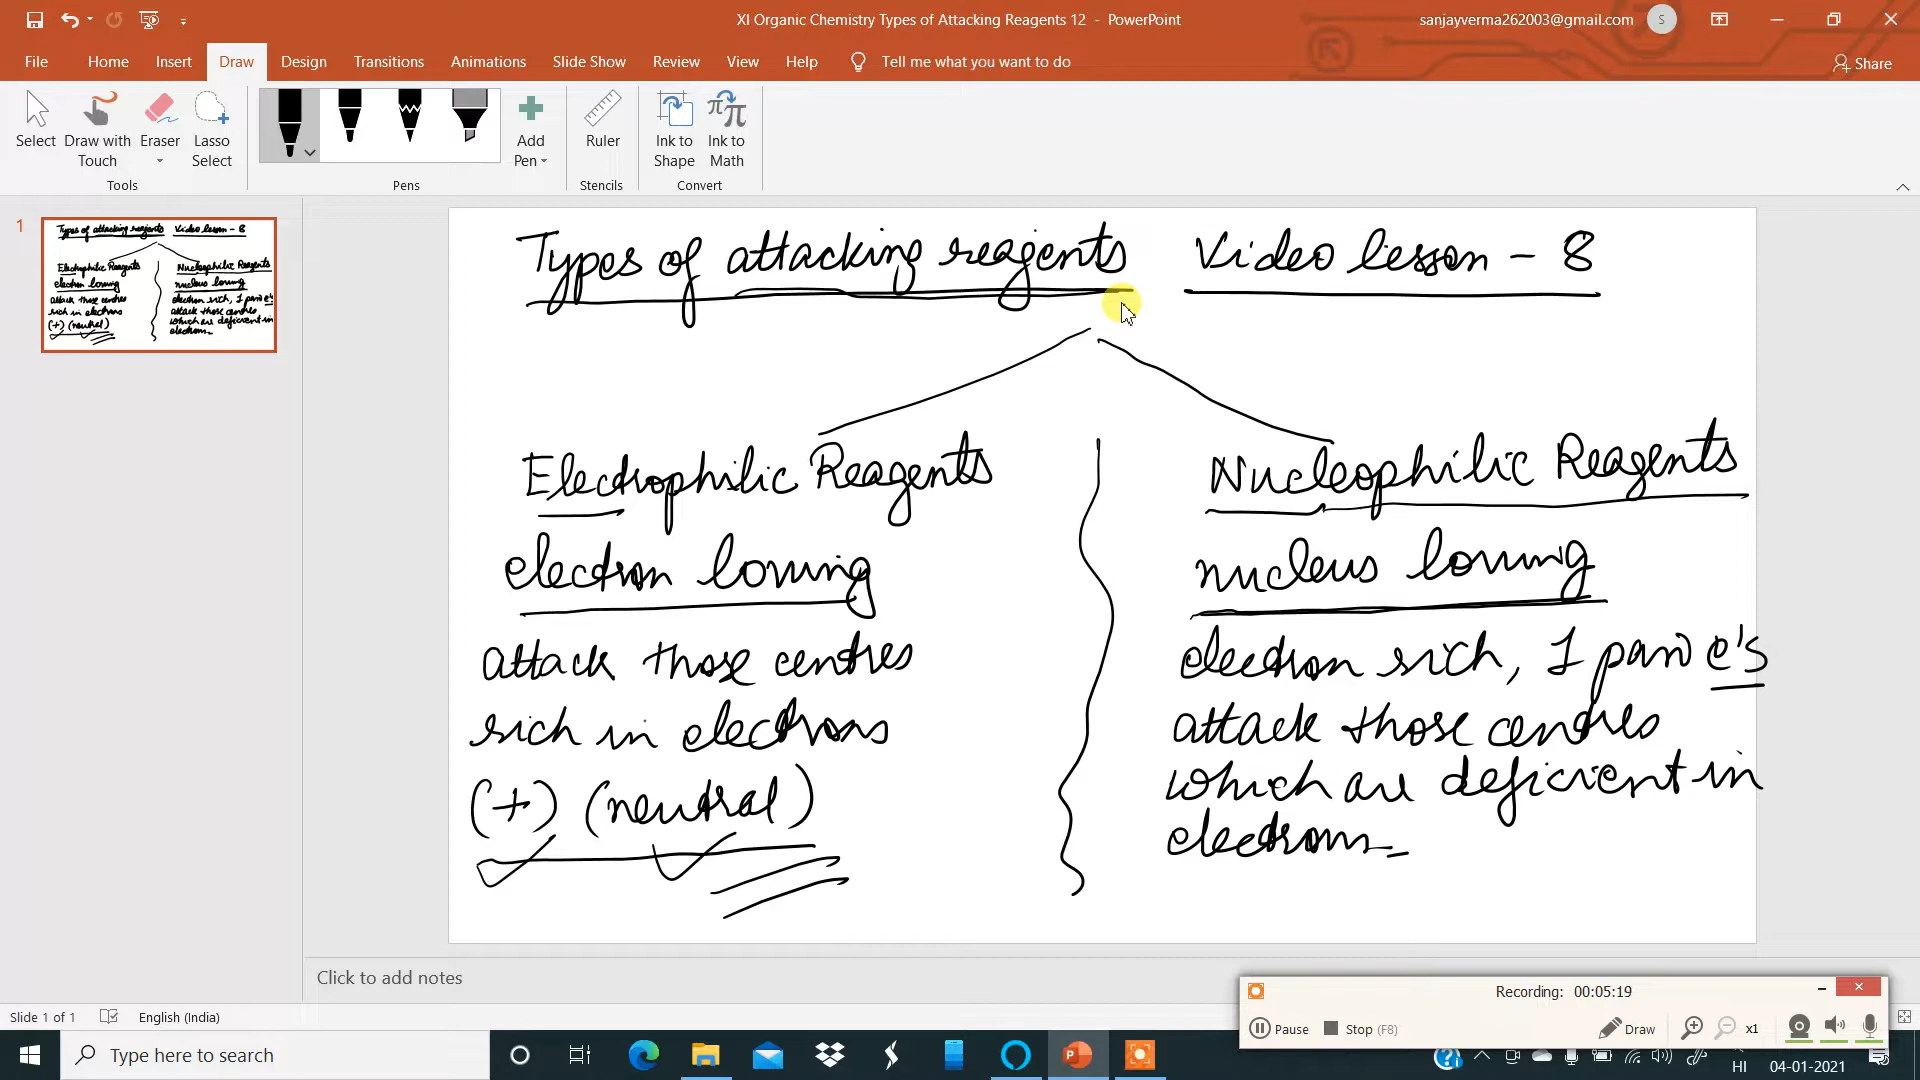 XI Organic Chemistry Types of Attacking Reagents 12 - PowerPoint
sanjayverma262003@gmail.com
S
File Home Insert Draw Design Transitions Animations Slide Show Review View Help Tell me what you want to do
Share
Select
Draw with Touch
Eraser
Lasso Select
Add Pen
Ruler
Ink to Shape
Ink to Math
Tools
Pens
Stencils
Convert
1
Types of attacking reagents Video lesson - 8
Electrophilic Reagents
electron loving
attack those centres
rich in electrons
(+) (neutral)
Nucleophilic Reagents
nucleus loving
electron rich, 1 pair e's
attack those centres
which are deficient in
electrons
Click to add notes
Recording: 00:05:19
Pause
Stop (F8)
Draw
x1
Slide 1 of 1
English (India)
Type here to search
HI
04-01-2021